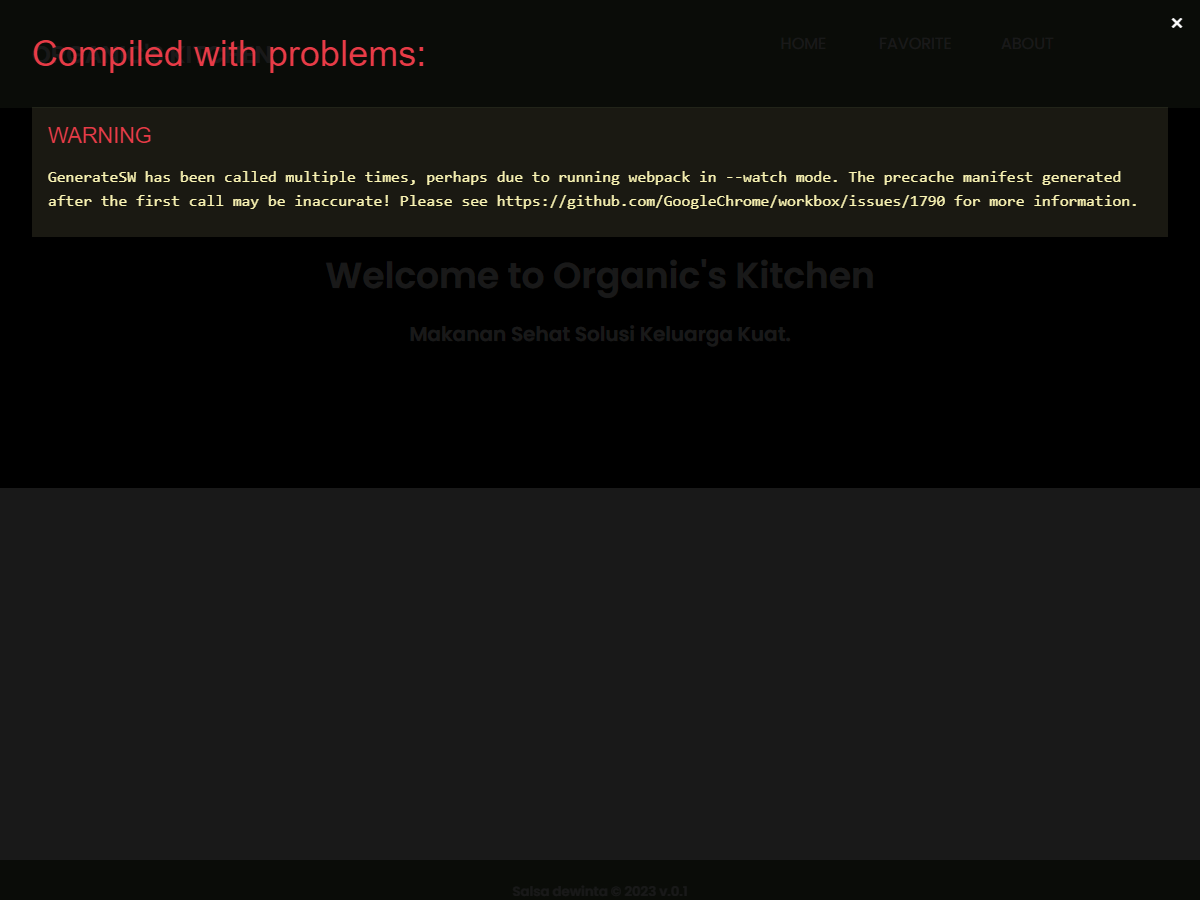 ×
ORGANIC'S KITCHEN
Compiled with problems:
HOME FAVORITE ABOUT
WARNING
GenerateSW has been called multiple times, perhaps due to running webpack in --watch mode. The precache manifest generated
after the first call may be inaccurate! Please see https://github.com/GoogleChrome/workbox/issues/1790 for more information.
Welcome to Organic's Kitchen
Makanan Sehat Solusi Keluarga Kuat.
Salsa dewinta © 2023 v.0.1